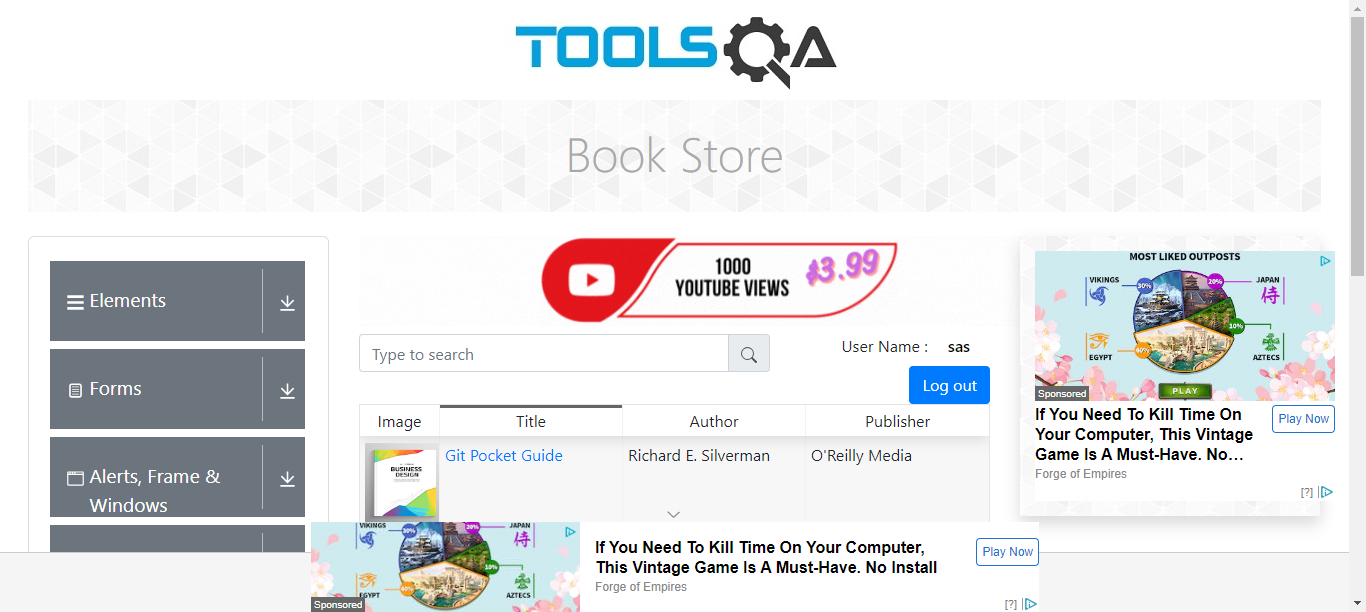 TOOLSQA
Book Store
Elements
Forms
Alerts, Frame &
Windows
1000
YOUTUBE VIEWS
$3.99
Type to search
User Name : sas
Log out
Image Title Author Publisher
BUSINESS
DESIGN
Git Pocket Guide Richard E. Silverman O'Reilly Media
MOST LIKED OUTPOSTS
VIKINGS 30% 20% JAPAN
侍
10%
EGYPT 40% AZTECS
PLAY
Sponsored
If You Need To Kill Time On
Your Computer, This Vintage
Game Is A Must-Have. No...
Forge of Empires
Play Now
[?]
VIKINGS 30% 20% JAPAN
侍
10%
EGYPT 40% AZTECS
Sponsored
If You Need To Kill Time On Your Computer,
This Vintage Game Is A Must-Have. No Install
Forge of Empires
Play Now
[?]